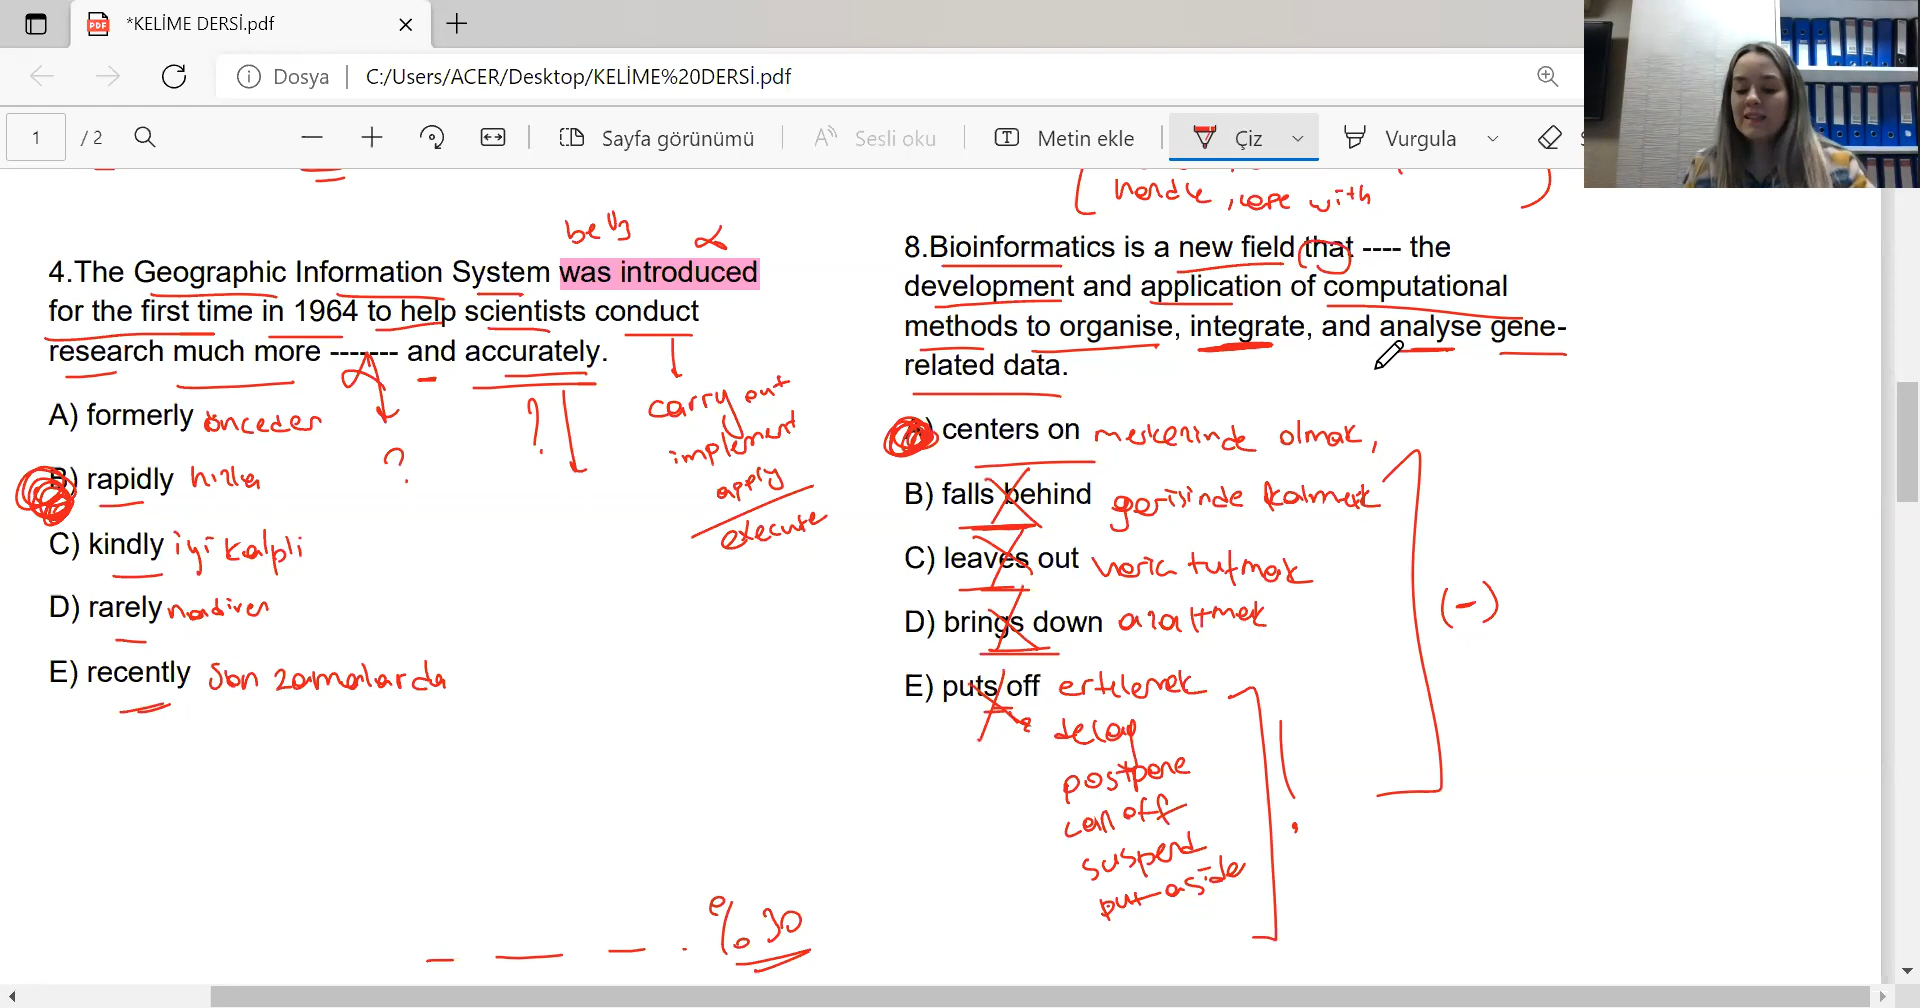 *KELİME DERSİ.pdf
Dosya
C:/Users/ACER/Desktop/KELİME%20DERSİ.pdf
1
/ 2
Sayfa görünümü
Sesli oku
Metin ekle
Çiz
Vurgula
be V3
4.The Geographic Information System was introduced
for the first time in 1964 to help scientists conduct
research much more ------- and accurately.
A) formerly önceden
B) rapidly hızla
C) kindly iyi kalpli
D) rarely nadiren
E) recently son zamalarda
?
?
carry out
implement
apply
execute
% 30
handle, cope with
8.Bioinformatics is a new field that ---- the
development and application of computational
methods to organise, integrate, and analyse gene-
related data.
A) centers on merkezinde olmak,
B) falls behind gerisinde kalmak
C) leaves out hariç tutmak
D) brings down azaltmak
E) puts off ertelemek
delay
postpone
call off
suspend
put aside
(-)